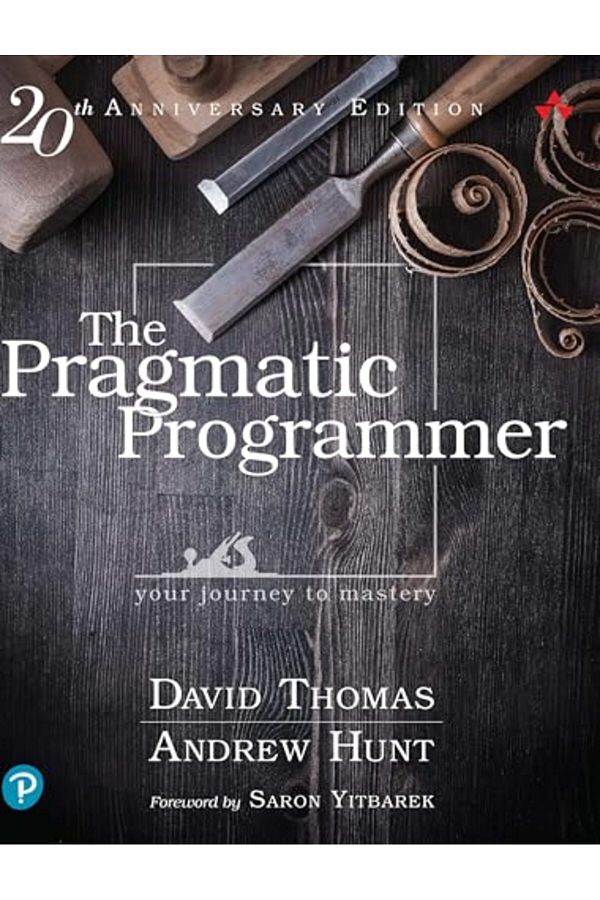 20th ANNIVERSARY EDITION
The
Pragmatic
Programmer
your journey to mastery
DAVID THOMAS
ANDREW HUNT
Foreword by SARON YITBAREK
P